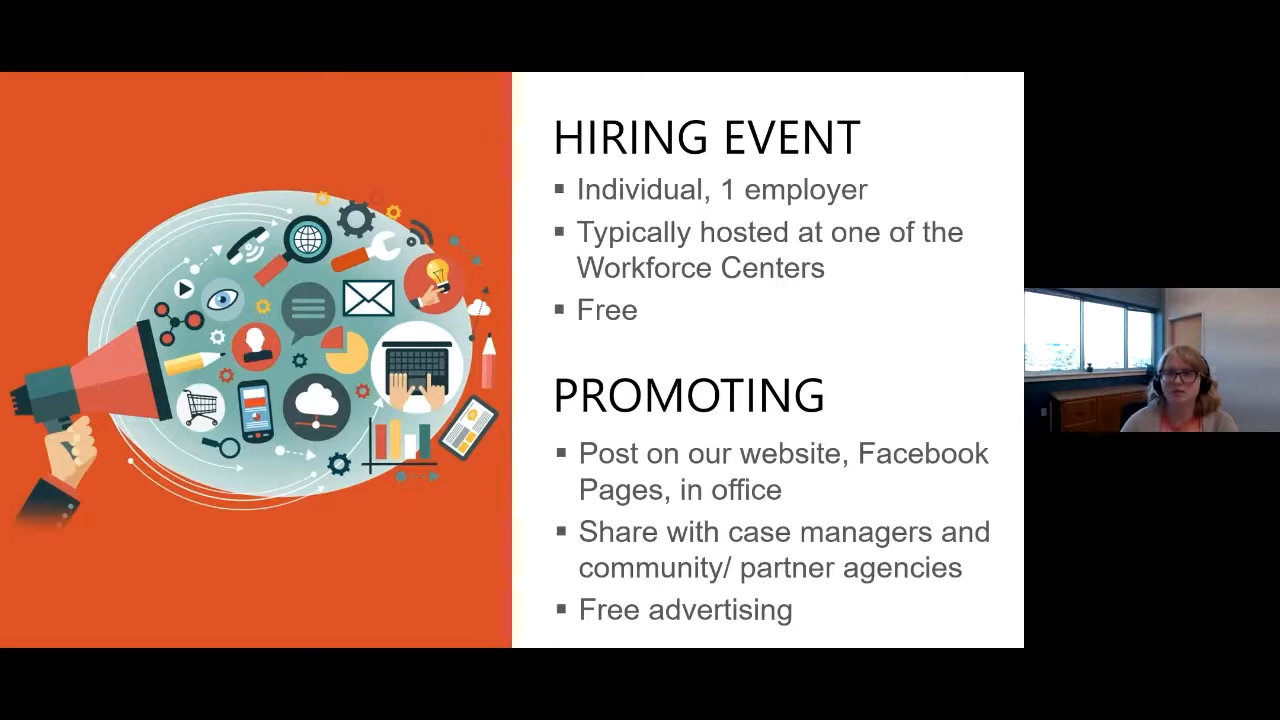 HIRING EVENT
▪ Individual, 1 employer
▪ Typically hosted at one of the
Workforce Centers
▪ Free
PROMOTING
▪ Post on our website, Facebook
Pages, in office
▪ Share with case managers and
community/ partner agencies
▪ Free advertising